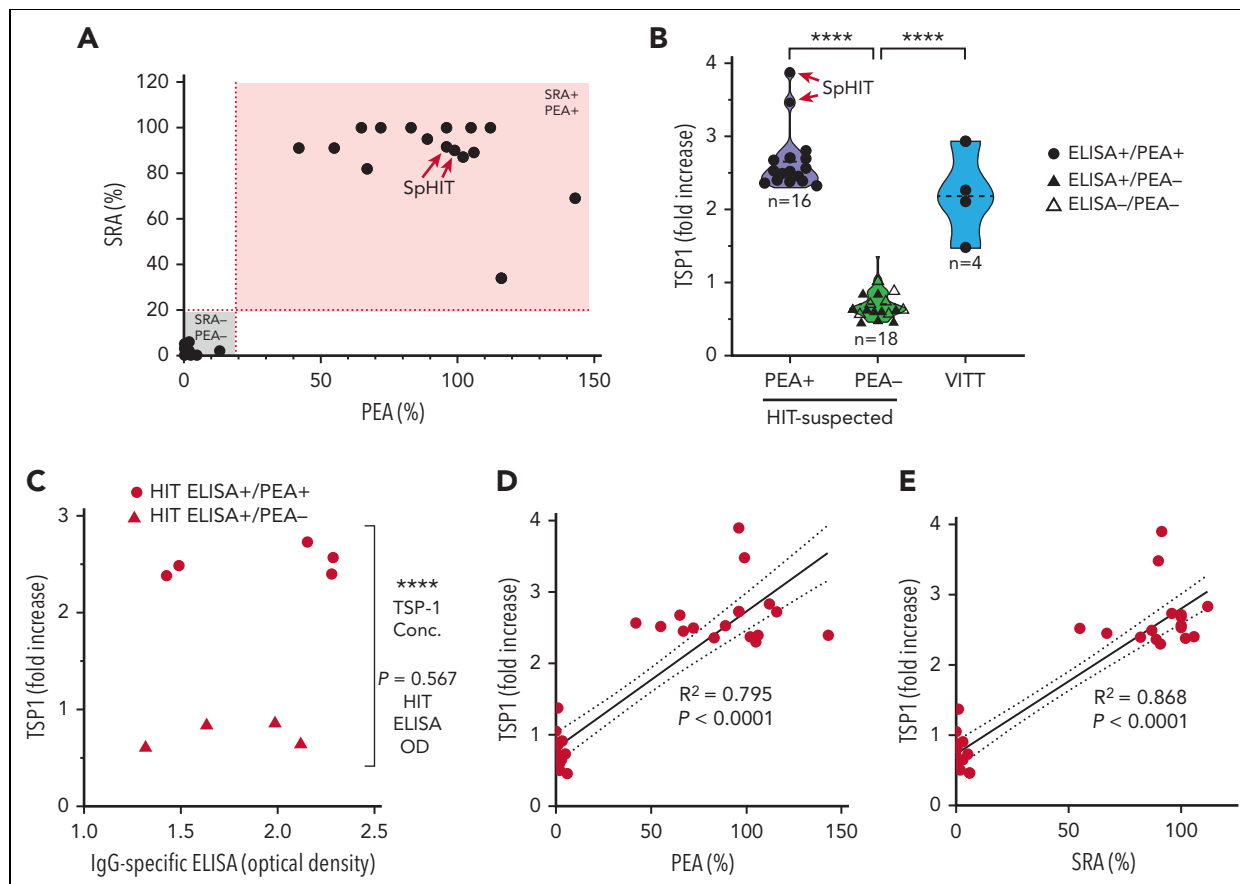 A
SRA (%)
120
100
80
60
40
20
0
SRA+
PEA+
SpHIT
SRA–
PEA–
0
50
100
150
PEA (%)
B
****
****
TSP1 (fold increase)
4
3
2
1
0
SpHIT
n=16
n=18
n=4
PEA+
PEA–
VITT
HIT-suspected
ELISA+/PEA+
ELISA+/PEA–
ELISA–/PEA–
C
HIT ELISA+/PEA+
HIT ELISA+/PEA–
TSP1 (fold increase)
3
2
1
0
****
TSP-1
Conc.
P = 0.567
HIT
ELISA
OD
1.0
1.5
2.0
2.5
IgG-specific ELISA (optical density)
D
TSP1 (fold increase)
4
3
2
1
0
R² = 0.795
P < 0.0001
0
50
100
150
PEA (%)
E
TSP1 (fold increase)
4
3
2
1
0
R² = 0.868
P < 0.0001
0
50
100
SRA (%)